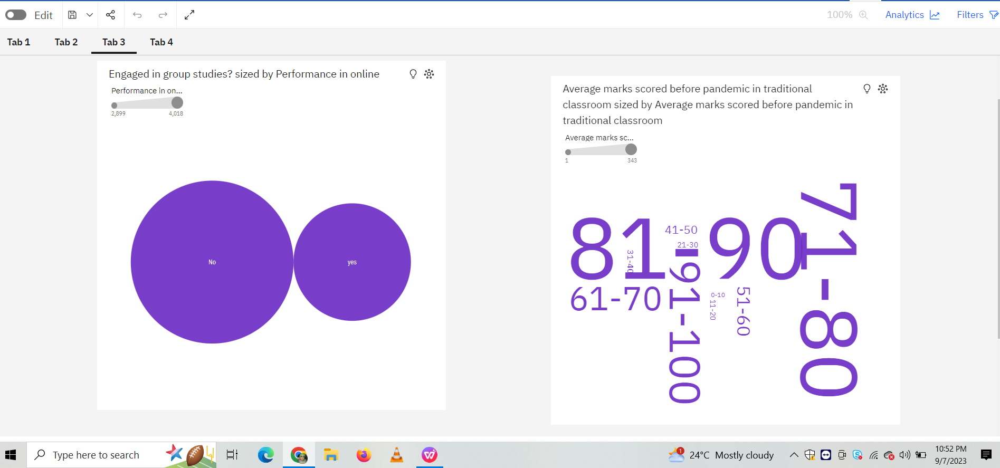 Edit
100%
Analytics
Filters
Tab 1
Tab 2
Tab 3
Tab 4
Engaged in group studies? sized by Performance in online
Performance in on...
2,899
4,018
No
yes
Average marks scored before pandemic in traditional
classroom sized by Average marks scored before pandemic in
traditional classroom
Average marks sc...
1
343
81-90
41-50
21-30
31-40
71-80
61-70
91-100
0-10
11-20
51-60
Type here to search
1
24°C Mostly cloudy
10:52 PM
9/7/2023